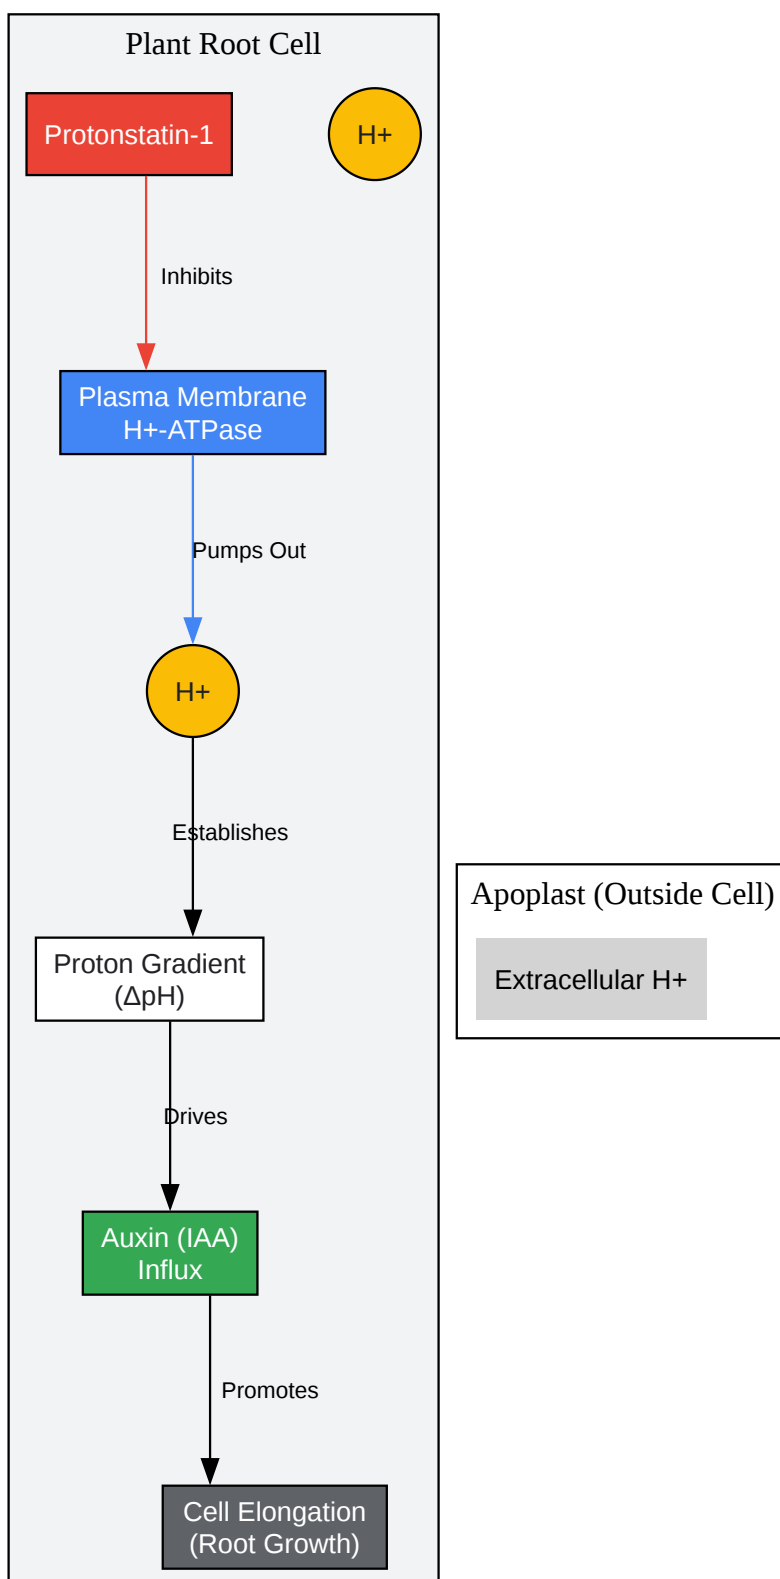 Plant Root Cell
Protonstatin-1
H+
Inhibits
Plasma Membrane
H+-ATPase
Pumps Out
H+
Establishes
Apoplast (Outside Cell)
Extracellular H+
Proton Gradient
(ΔpH)
Drives
Auxin (IAA)
Influx
Promotes
Cell Elongation
(Root Growth)